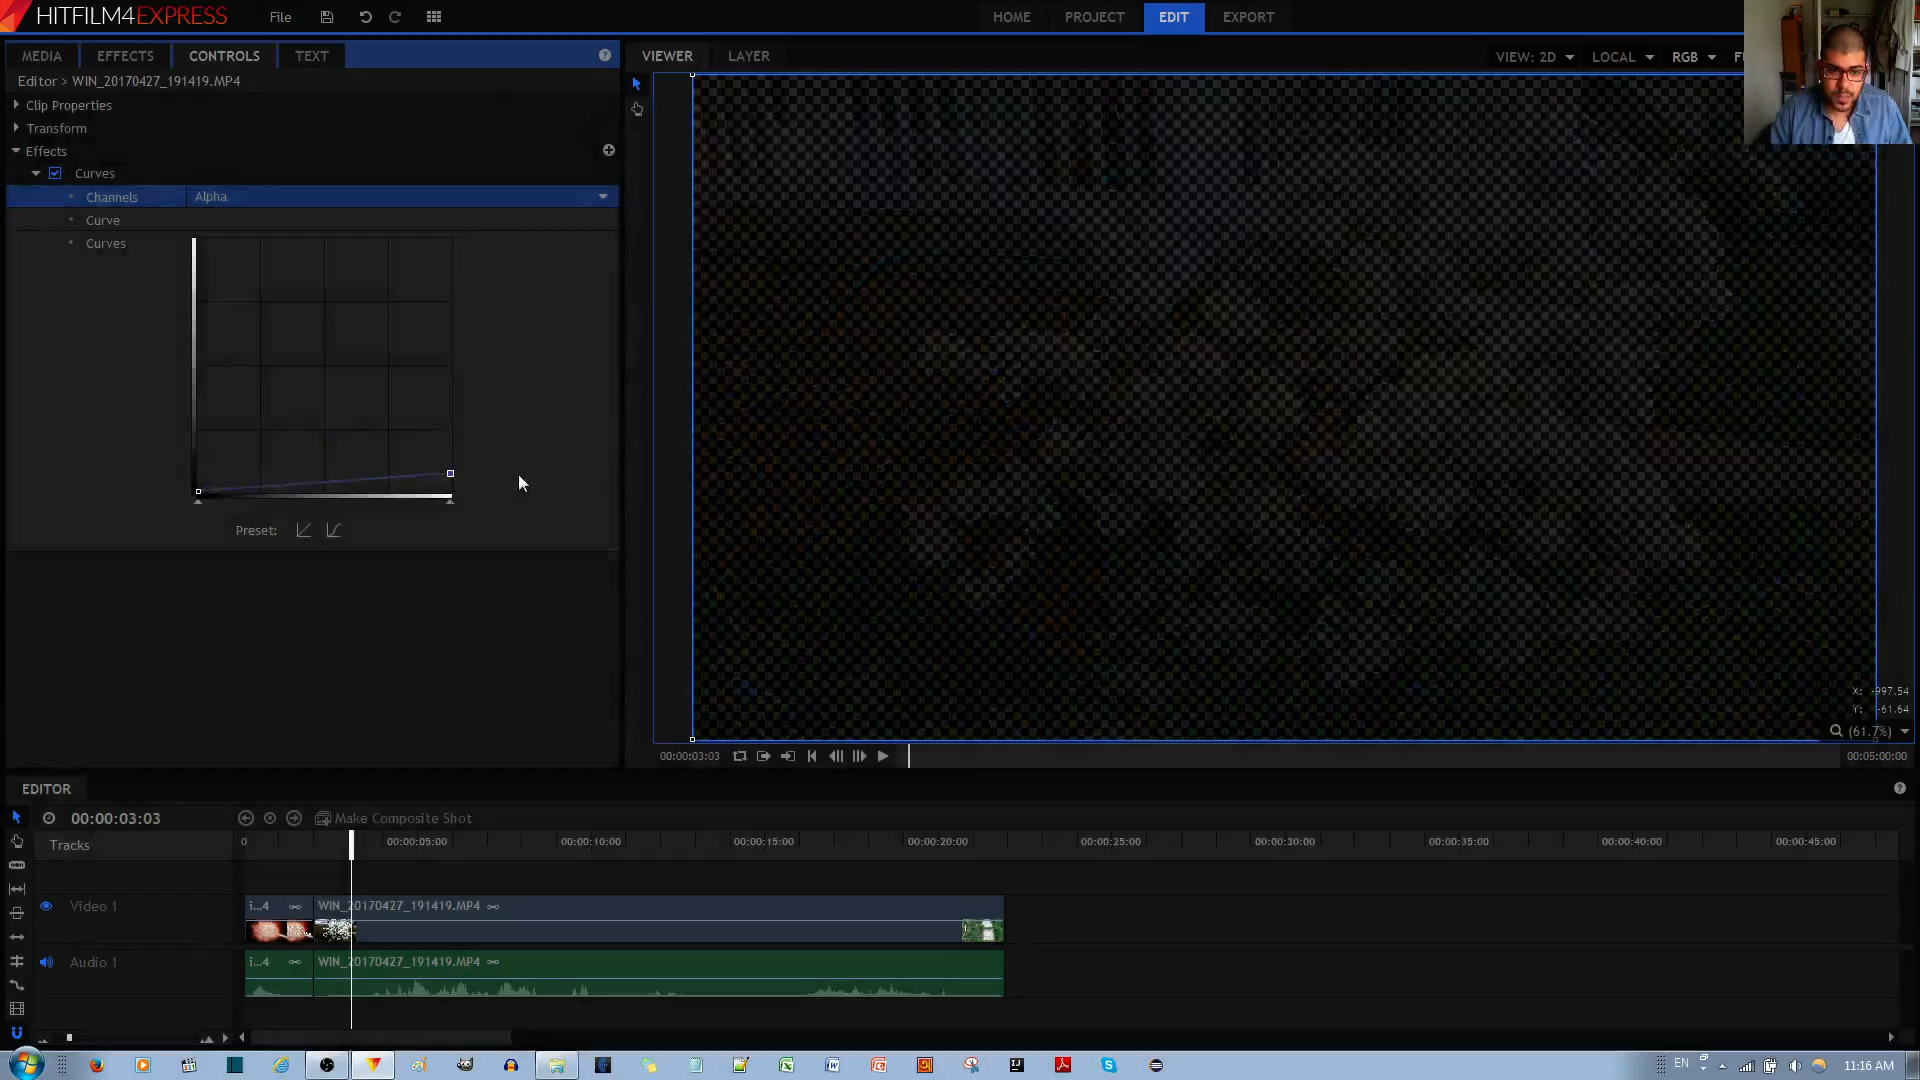 HITFILM4EXPRESS
File
HOME
PROJECT
EDIT
EXPORT
MEDIA
EFFECTS
CONTROLS
TEXT
VIEWER
LAYER
VIEW: 2D
LOCAL
RGB
Editor > WIN_20170427_191419.MP4
Clip Properties
Transform
Effects
Curves
Channels
Alpha
Curve
Curves
Preset:
X: -997.54
Y: -61.64
(61.7%)
00:00:03:03
00:05:00:00
EDITOR
00:00:03:03
Make Composite Shot
Tracks
0
00:00:05:00
00:00:10:00
00:00:15:00
00:00:20:00
00:00:25:00
00:00:30:00
00:00:35:00
00:00:40:00
00:00:45:00
Video 1
i...4
WIN_20170427_191419.MP4
Audio 1
i...4
WIN_20170427_191419.MP4
EN
11:16 AM